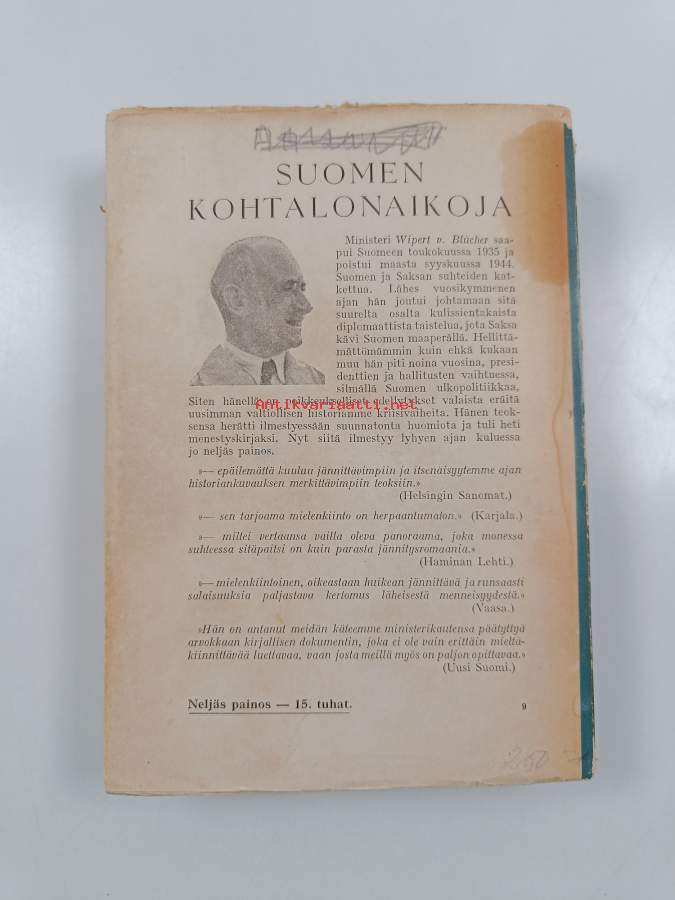 SUOMEN
KOHTALONAIKOJA
Ministeri Wipert v. Blücher saa-
pui Suomeen toukokuussa 1935 ja
poistui maasta syyskuussa 1944.
Suomen ja Saksan suhteiden kat-
kettua. Lähes vuosikymmenen
ajan hän joutui johtamaan sitä
suurelta osalta kulissientakaista
diplomaattista taistelua, jota Saksa
kävi Suomen maaperällä. Hellittä-
mättömämmin kuin ehkä kukaan
muu hän piti noina vuosina, presi-
denttien ja hallitusten vaihtuessa,
silmällä Suomen ulkopolitiikkaa,
Siten hänellä on poikkeukselliset edellytykset valaista eräitä
Antikvariaatti.net
uusimman valtiollisen historiamme kriisivaiheita. Hänen teok-
sensa herätti ilmestyessään suunnatonta huomiota ja tuli heti
menestyskirjaksi. Nyt siitä ilmestyy lyhyen ajan kuluessa
jo neljäs painos.
»— epäilemättä kuuluu jännittävimpiin ja itsenäisyytemme ajan
historiankuvauksen merkittävimpiin teoksiin.»
(Helsingin Sanomat.)
»— sen tarjoama mielenkiinto on herpaantumaton.» (Karjala.)
»— millei vertaansa vailla oleva panoraama, joka monessa
suhteessa sitäpaitsi on kuin parasta jännitysromaania.»
(Haminan Lehti.)
»— mielenkiintoinen, oikeastaan huikean jännittävä ja runsaasti
salaisuuksia paljastava kertomus läheisestä menneisyydestä.»
(Vaasa.)
»Hän on antanut meidän käteemme ministerikautensa päätyttyä
arvokkaan kirjallisen dokumentin, joka ei ole vain erittäin mieltä-
kiinnittävää luettavaa, vaan josta meillä myös on paljon opittavaa.»
(Uusi Suomi.)
Neljäs painos — 15. tuhat.
9